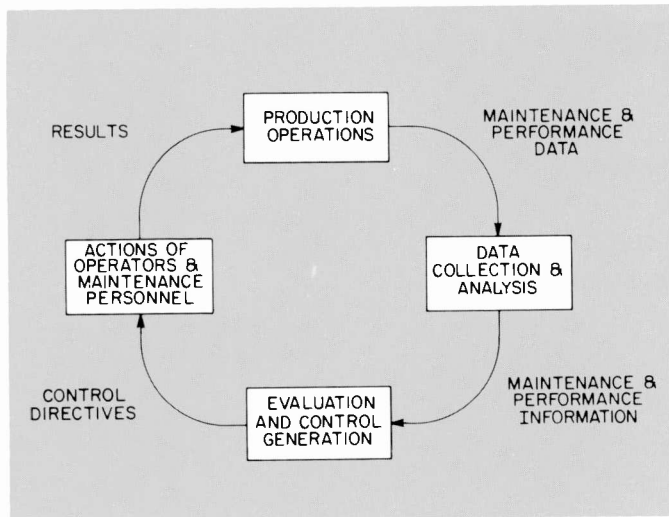 PRODUCTION
OPERATIONS
RESULTS
MAINTENANCE &
PERFORMANCE
DATA
ACTIONS OF
OPERATORS &
MAINTENANCE
PERSONNEL
DATA
COLLECTION &
ANALYSIS
CONTROL
DIRECTIVES
EVALUATION
AND CONTROL
GENERATION
MAINTENANCE &
PERFORMANCE
INFORMATION